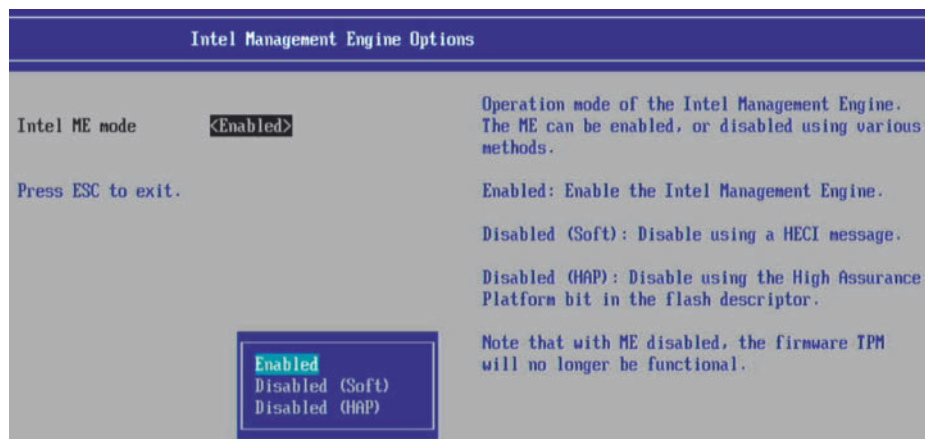 Intel Management Engine Options
Intel ME mode
<Enabled>
Press ESC to exit.
Operation mode of the Intel Management Engine.
The ME can be enabled, or disabled using various
methods.
Enabled: Enable the Intel Management Engine.
Disabled (Soft): Disable using a HECI message.
Disabled (HAP): Disable using the High Assurance
Platform bit in the flash descriptor.
Note that with ME disabled, the firmware TPM
will no longer be functional.
Enabled
Disabled (Soft)
Disabled (HAP)